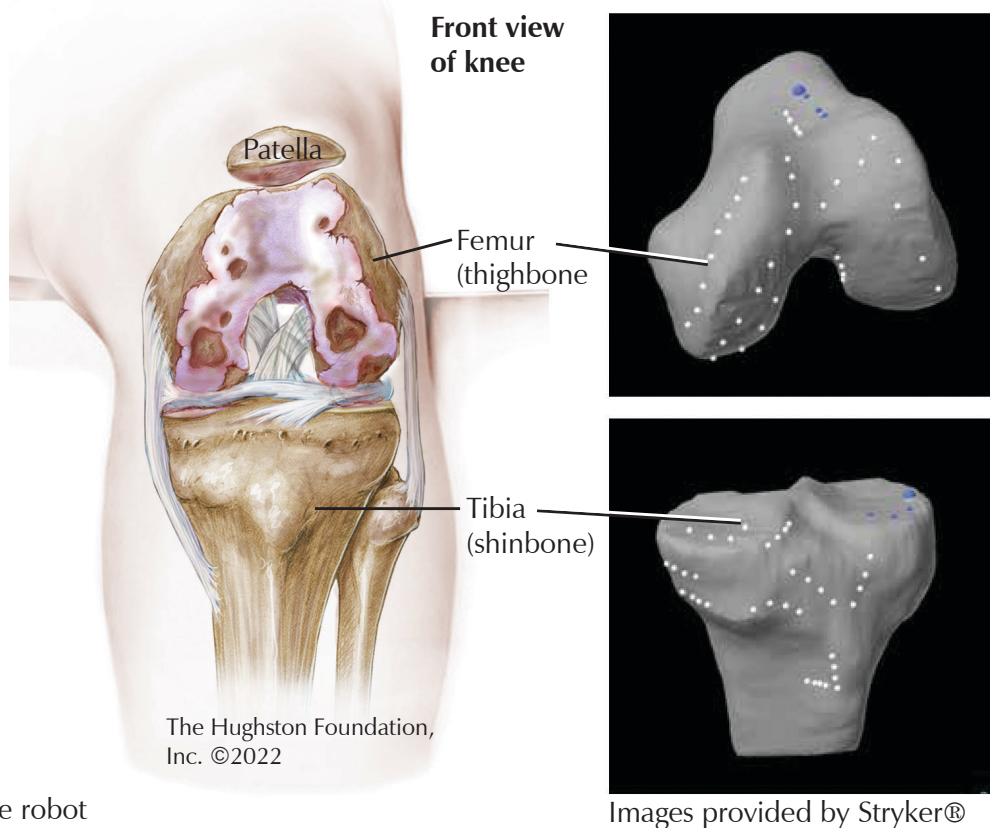 Front view
of knee
Patella
Femur
(thighbone
Tibia
(shinbone)
The Hughston Foundation,
Inc. ©2022
e robot
Images provided by Stryker®